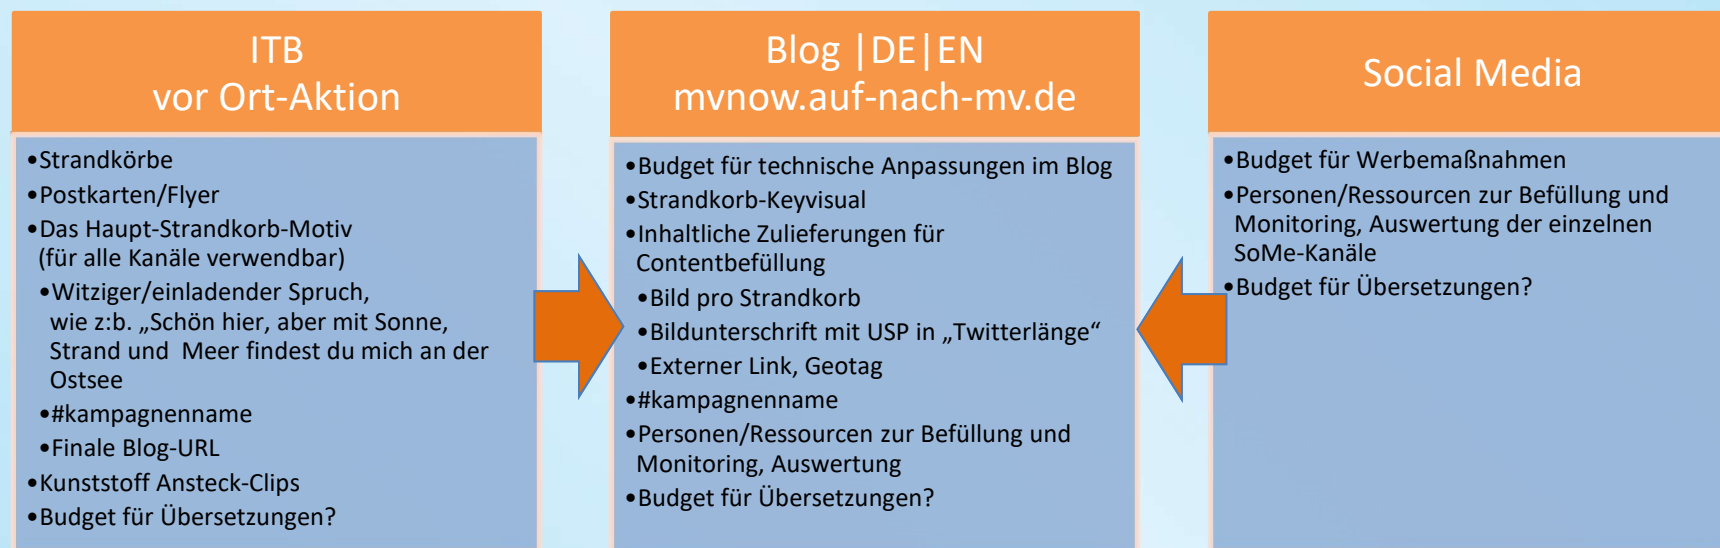 ITB
vor Ort-Aktion
•Strandkörbe
•Postkarten/Flyer
•Das Haupt-Strandkorb-Motiv
(für alle Kanäle verwendbar)
•Witziger/einladender Spruch,
wie z:b. „Schön hier, aber mit Sonne,
Strand und  Meer findest du mich an der
Ostsee
•#kampagnenname
•Finale Blog-URL
•Kunststoff Ansteck-Clips
•Budget für Übersetzungen?
Blog |DE|EN
mvnow.auf-nach-mv.de
•Budget für technische Anpassungen im Blog
•Strandkorb-Keyvisual
•Inhaltliche Zulieferungen für
Contentbefüllung
•Bild pro Strandkorb
•Bildunterschrift mit USP in „Twitterlänge“
•Externer Link, Geotag
•#kampagnenname
•Personen/Ressourcen zur Befüllung und
Monitoring, Auswertung
•Budget für Übersetzungen?
Social Media
•Budget für Werbemaßnahmen
•Personen/Ressourcen zur Befüllung und
Monitoring, Auswertung der einzelnen
SoMe-Kanäle
•Budget für Übersetzungen?